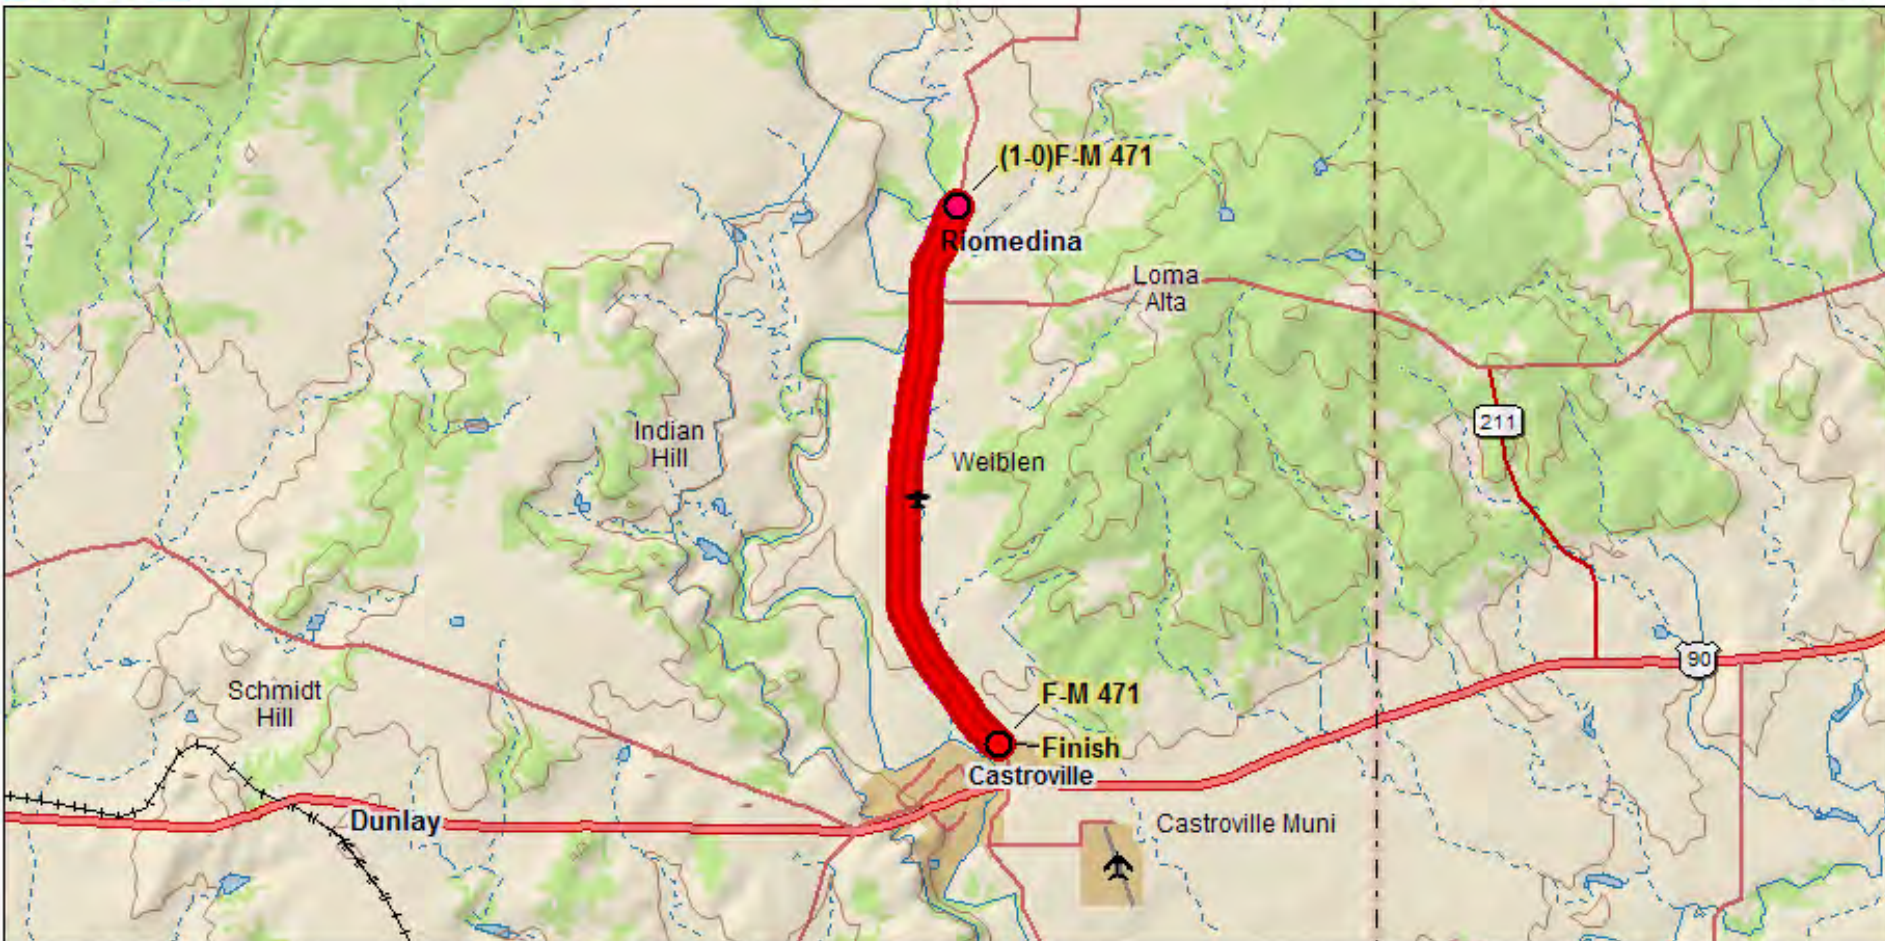 (1-0)F-M 471
Riomedina
Loma
Alta
211
Indian
Hill
Weiblen
90
Schmidt
Hill
F-M 471
Finish
Castroville
Dunlay
Castroville Muni